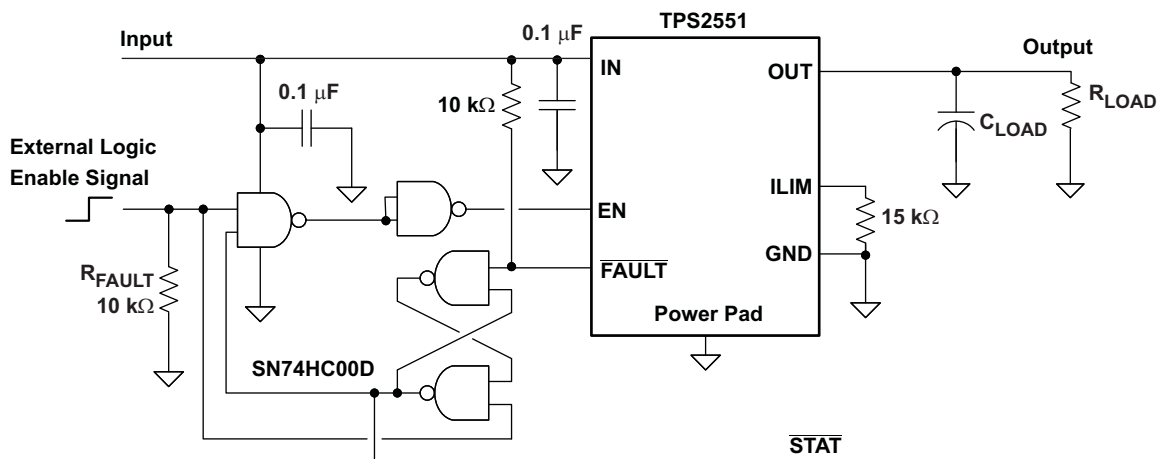 TPS2551
0.1 μF
Input
IN
OUT
Output
10 kΩ
0.1 μF
R_LOAD
C_LOAD
External Logic
Enable Signal
ILIM
EN
15 kΩ
GND
FAULT
R_FAULT
10 kΩ
Power Pad
SN74HC00D
STAT